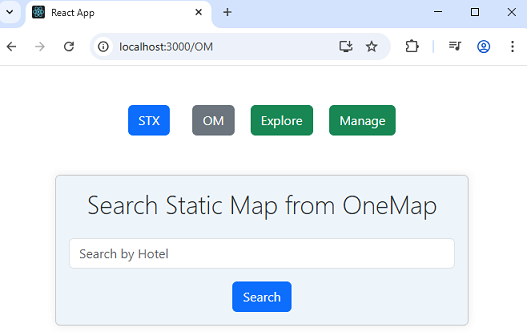 React App
localhost:3000/OM
STX OM Explore Manage
Search Static Map from OneMap
Search by Hotel
Search